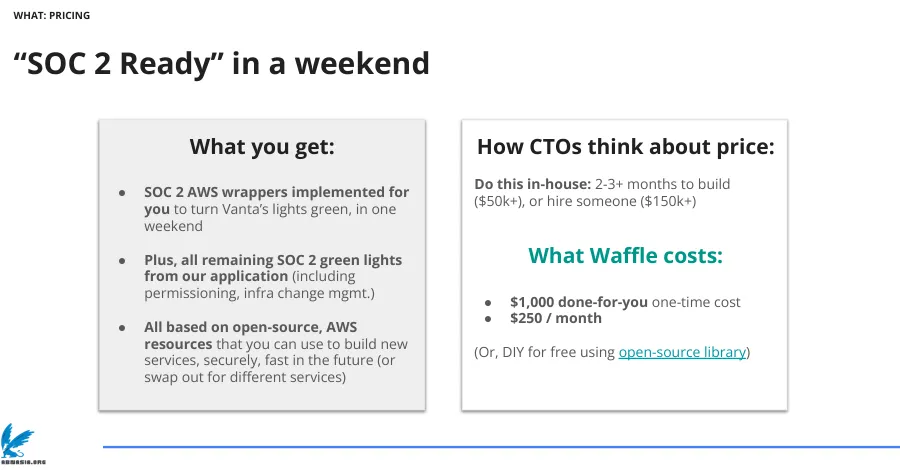 WHAT: PRICING
“SOC 2 Ready” in a weekend
What you get:
● SOC 2 AWS wrappers implemented for
you to turn Vanta’s lights green, in one
weekend
● Plus, all remaining SOC 2 green lights
from our application (including
permissioning, infra change mgmt.)
● All based on open-source, AWS
resources that you can use to build new
services, securely, fast in the future (or
swap out for different services)
How CTOs think about price:
Do this in-house: 2-3+ months to build
($50k+), or hire someone ($150k+)
What Waffle costs:
● $1,000 done-for-you one-time cost
● $250 / month
(Or, DIY for free using open-source library)